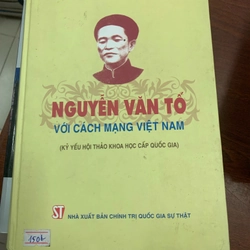 NGUYỄN VĂN TỐ
VỚI CÁCH MẠNG VIỆT NAM
(KỶ YẾU HỘI THẢO KHOA HỌC CẤP QUỐC GIA)
ST NHÀ XUẤT BẢN CHÍNH TRỊ QUỐC GIA SỰ THẬT